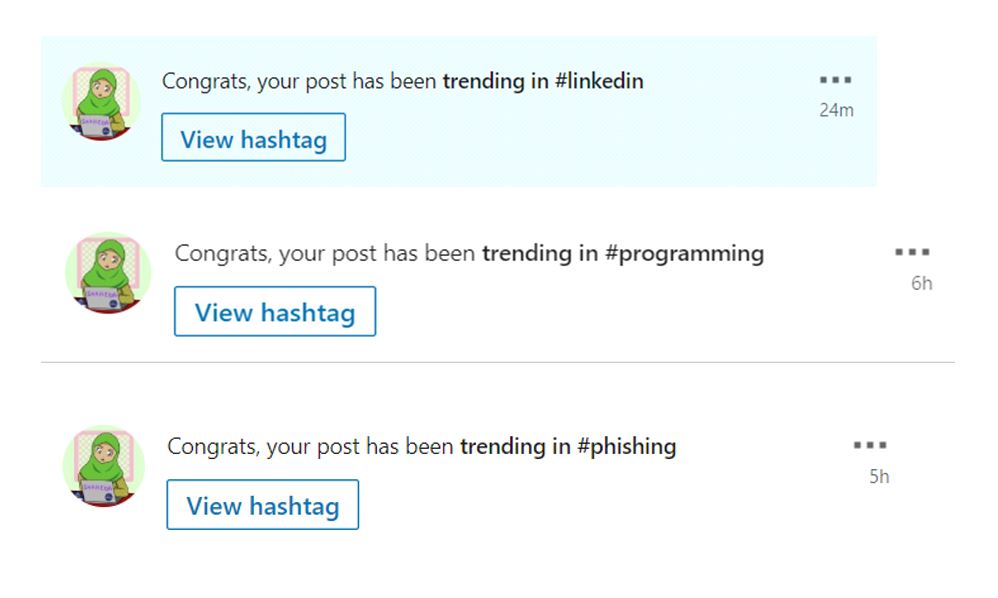 Congrats, your post has been trending in #linkedin
24m
View hashtag
Congrats, your post has been trending in #programming
6h
View hashtag
Congrats, your post has been trending in #phishing
5h
View hashtag